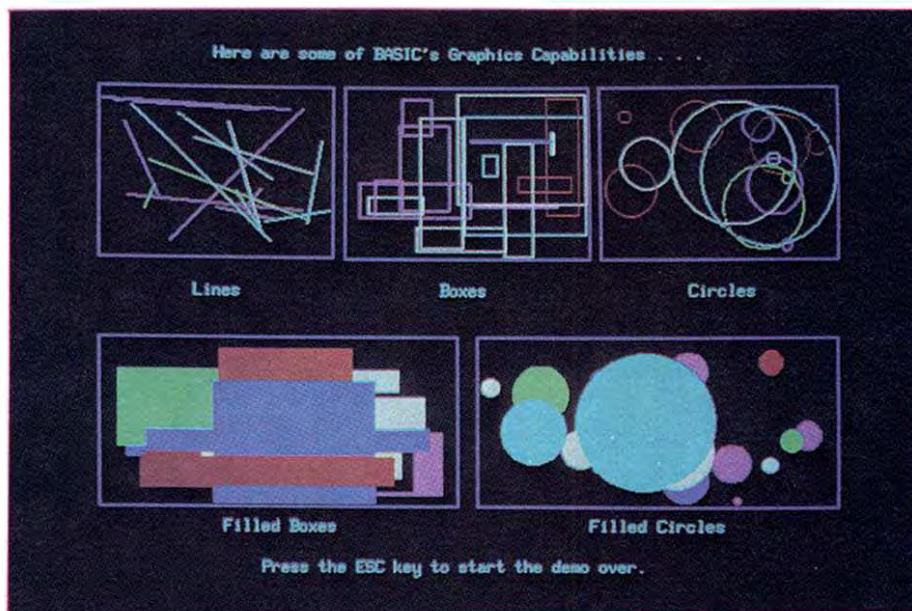 Here are some of BASIC's Graphics Capabilities . . .
Lines
Boxes
Circles
Filled Boxes
Filled Circles
Press the ESC key to start the demo over.